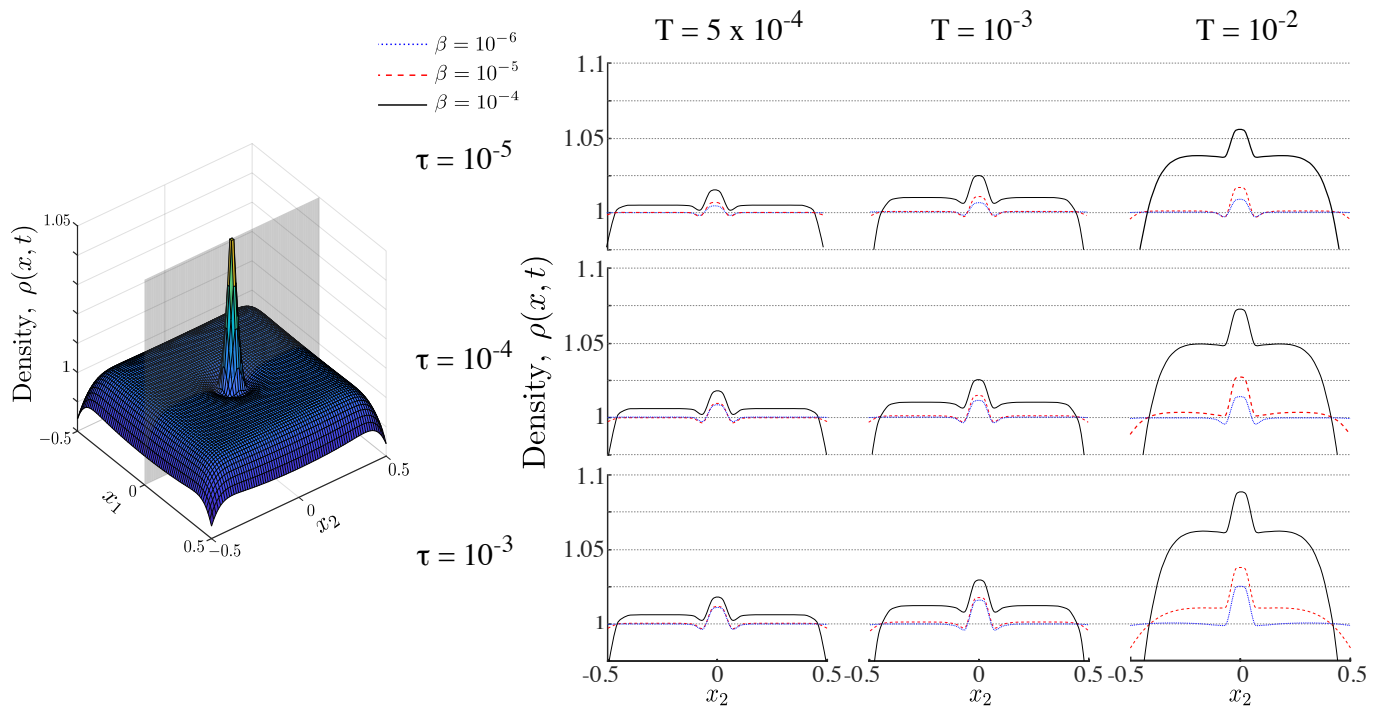 T = 5 x 10⁻⁴ T = 10⁻³ T = 10⁻²
β = 10⁻⁶
β = 10⁻⁵
β = 10⁻⁴
τ = 10⁻⁵
τ = 10⁻⁴
τ = 10⁻³
Density, ρ(x, t)
1.05
1
−0.5
x₁
0
0.5
−0.5
0
x₂
0.5
Density, ρ(x, t)
1.1
1.05
1
1.1
1.05
1
1.1
1.05
1
-0.5 0 0.5 -0.5 0 0.5 -0.5 0 0.5
x₂ x₂ x₂